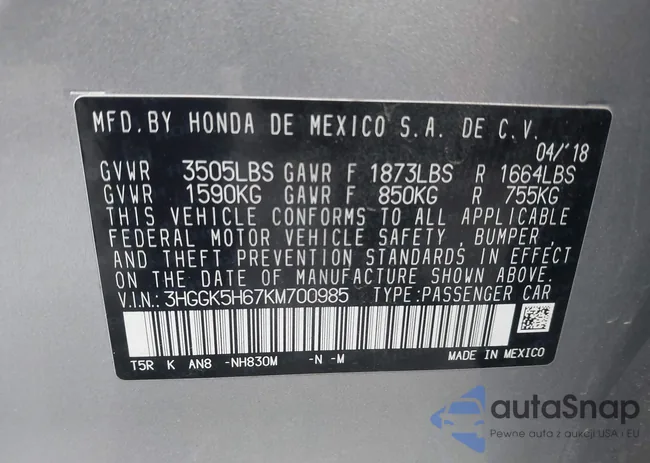 MFD. BY HONDA DE MEXICO S.A. DE C.V.
04/'18
GVWR 3505LBS GAWR F 1873LBS R 1664LBS
GVWR 1590KG GAWR F 850KG R 755KG
THIS VEHICLE CONFORMS TO ALL APPLICABLE
FEDERAL MOTOR VEHICLE SAFETY, BUMPER,
AND THEFT PREVENTION STANDARDS IN EFFECT
ON THE DATE OF MANUFACTURE SHOWN ABOVE.
V.I.N.: 3HGGK5H67KM700985 TYPE:PASSENGER CAR
T5R K AN8 -NH830M -N -M MADE IN MEXICO
autaSnap
Pewne auta z aukcji USA i EU